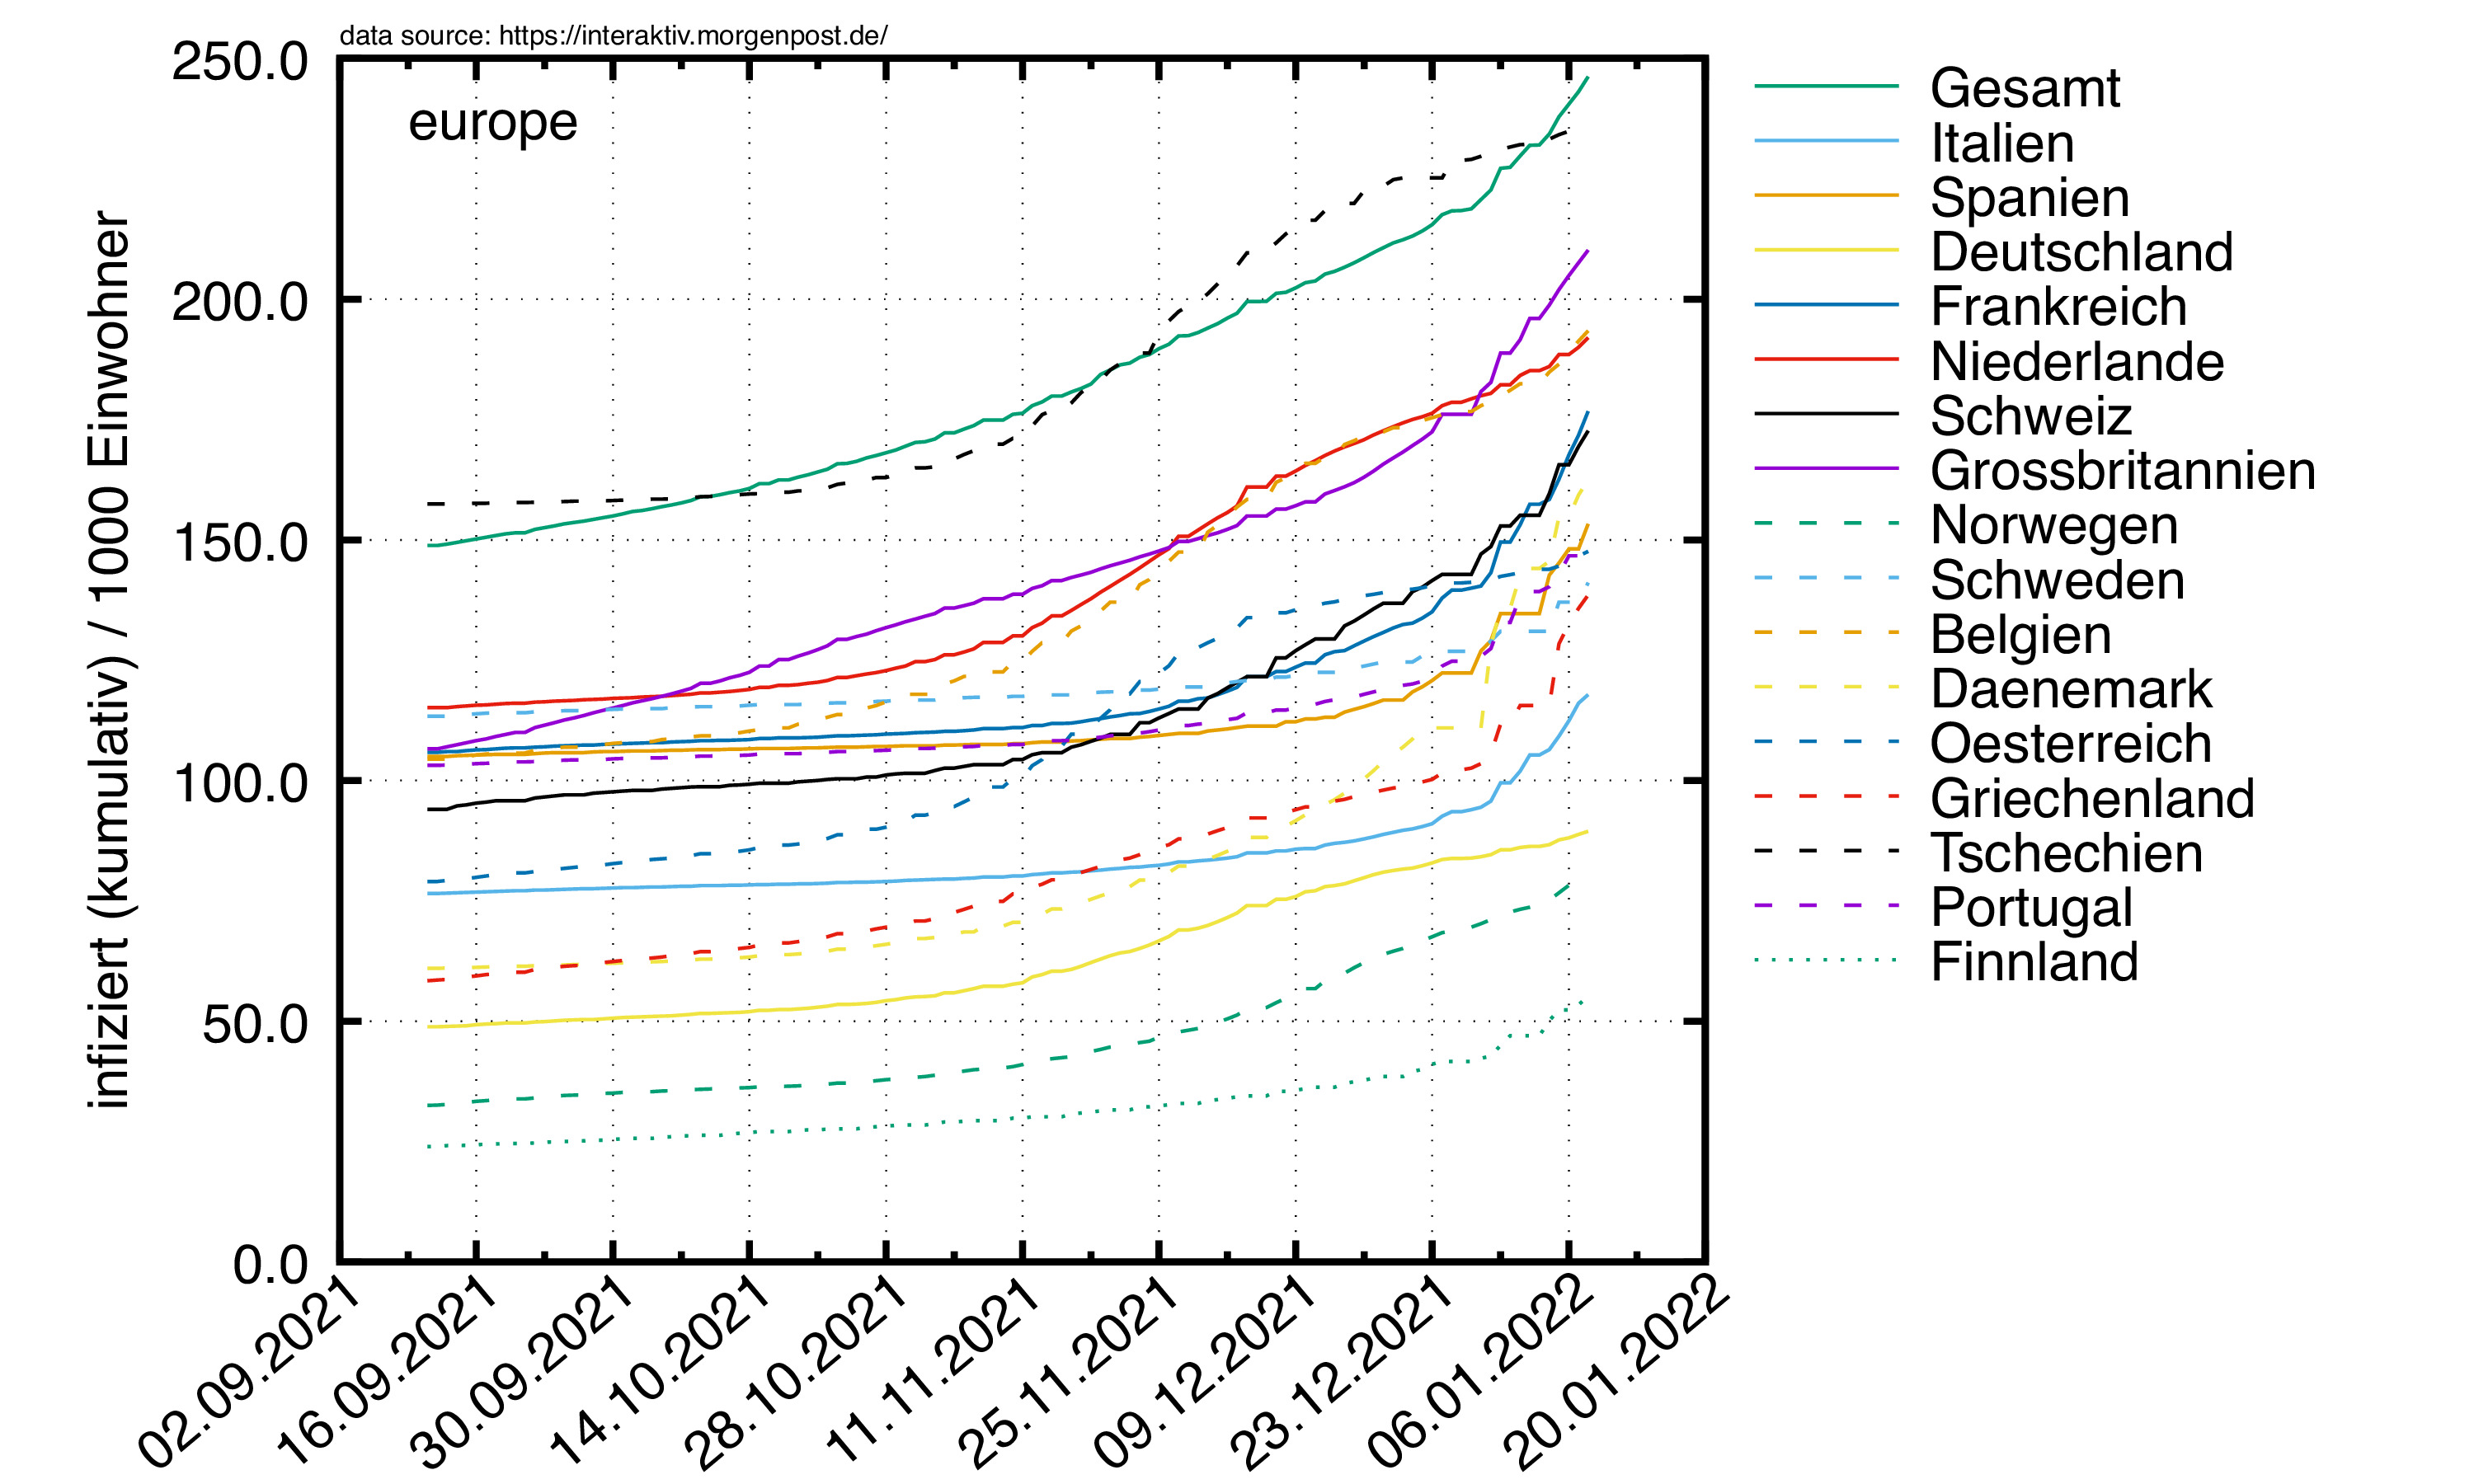 data source: https://interaktiv.morgenpost.de/
europe
infiziert (kumulativ) / 1000 Einwohner
250.0
200.0
150.0
100.0
50.0
0.0
02.09.2021
16.09.2021
30.09.2021
14.10.2021
28.10.2021
11.11.2021
25.11.2021
09.12.2021
23.12.2021
06.01.2022
20.01.2022
Gesamt
Italien
Spanien
Deutschland
Frankreich
Niederlande
Schweiz
Grossbritannien
Norwegen
Schweden
Belgien
Daenemark
Oesterreich
Griechenland
Tschechien
Portugal
Finnland